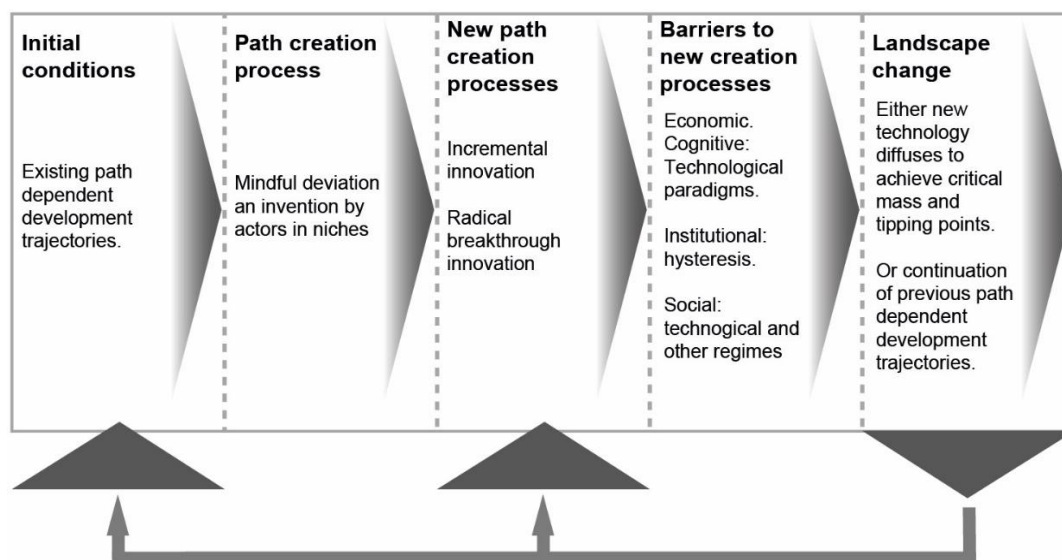 Initial
conditions
Existing path
dependent
development
trajectories.
Path creation
process
Mindful deviation
an invention by
actors in niches
New path
creation
processes
Incremental
innovation
Radical
breakthrough
innovation
Barriers to
new creation
processes
Economic.
Cognitive:
Technological
paradigms.
Institutional:
hysteresis.
Social:
technogical and
other regimes
Landscape
change
Either new
technology
diffuses to
achieve critical
mass and
tipping points.
Or continuation
of previous path
dependent
development
trajectories.